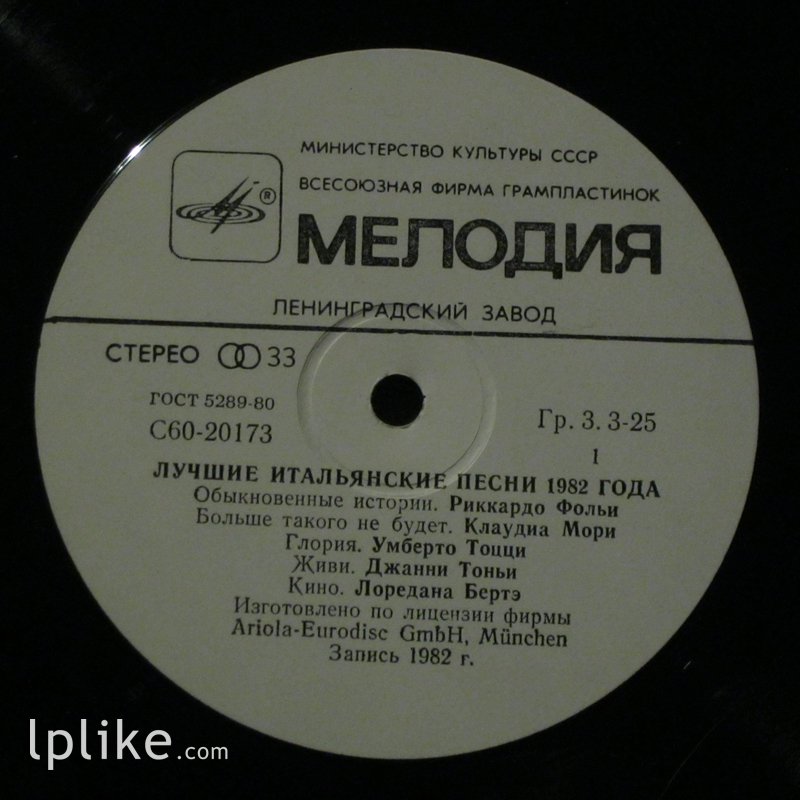 МИНИСТЕРСТВО КУЛЬТУРЫ СССР
ВСЕСОЮЗНАЯ ФИРМА ГРАМПЛАСТИНОК
®
МЕЛОДИЯ
ЛЕНИНГРАДСКИЙ ЗАВОД
СТЕРЕО 33
ГОСТ 5289-80
С60-20173
Гр. 3. 3-25
1
ЛУЧШИЕ ИТАЛЬЯНСКИЕ ПЕСНИ 1982 ГОДА
Обыкновенные истории. Риккардо Фольи
Больше такого не будет. Клаудиа Мори
Глория. Умберто Тоцци
Живи. Джанни Тоньи
Кино. Лоредана Бертэ
Изготовлено по лицензии фирмы
Ariola-Eurodisc GmbH, München
Запись 1982 г.
lplike.com